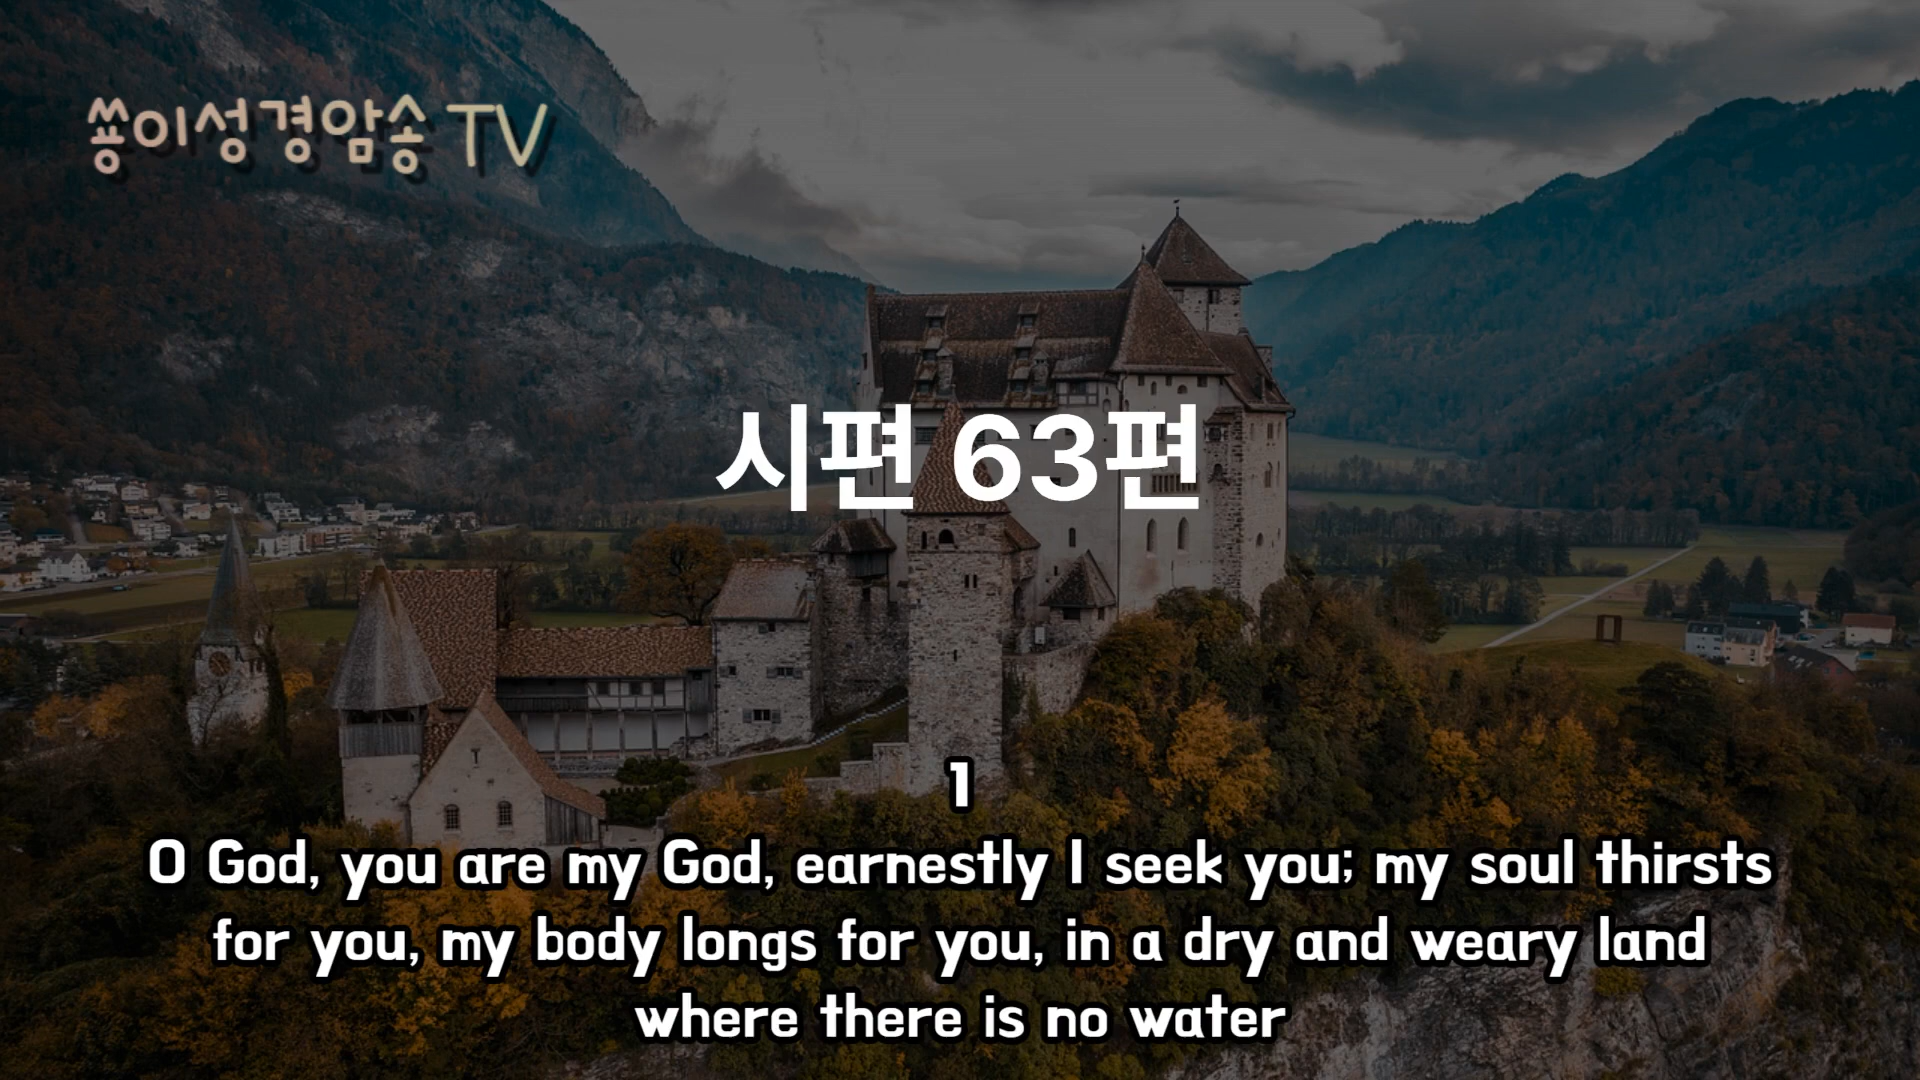 쏭이성경암송 TV
시편 63편
1
O God, you are my God, earnestly I seek you; my soul thirsts
for you, my body longs for you, in a dry and weary land
where there is no water